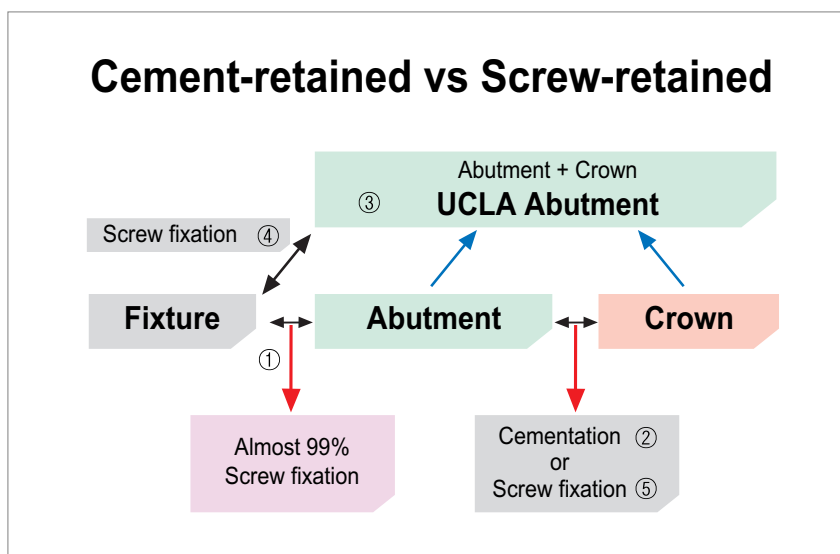 Cement-retained vs Screw-retained
Abutment + Crown
③ UCLA Abutment
Screw fixation ④
Fixture
Abutment
Crown
①
Almost 99%
Screw fixation
Cementation ②
or
Screw fixation ⑤